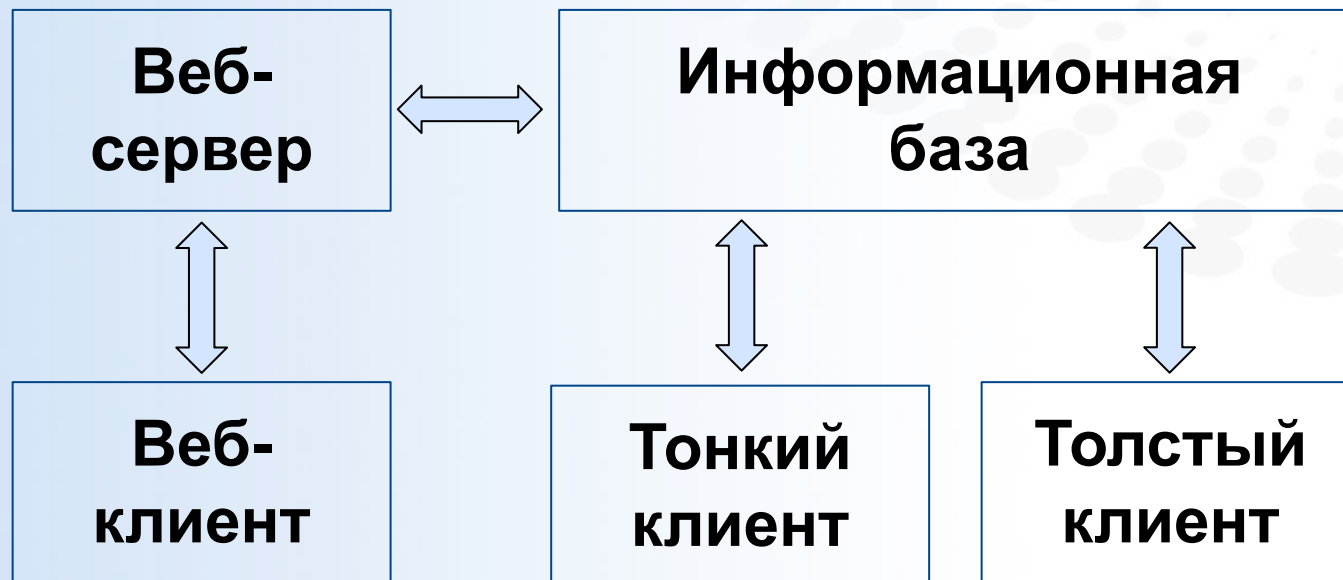 Веб-
сервер
Информационная
база
Веб-
клиент
Тонкий
клиент
Толстый
клиент